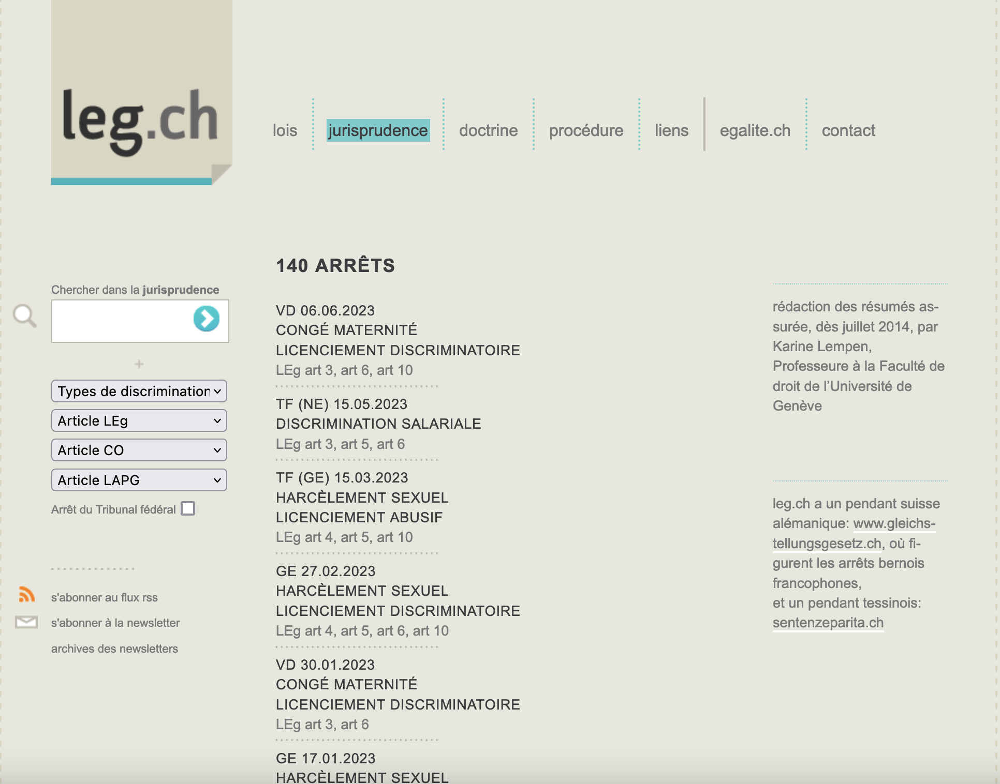 leg.ch
lois
jurisprudence
doctrine
procédure
liens
egalite.ch
contact
Chercher dans la jurisprudence
+
Types de discrimination
Article LEg
Article CO
Article LAPG
Arrêt du Tribunal fédéral
s'abonner au flux rss
s'abonner à la newsletter
archives des newsletters
140 ARRÊTS
VD 06.06.2023
CONGÉ MATERNITÉ
LICENCIEMENT DISCRIMINATOIRE
LEg art 3, art 6, art 10
TF (NE) 15.05.2023
DISCRIMINATION SALARIALE
LEg art 3, art 5, art 6
TF (GE) 15.03.2023
HARCÈLEMENT SEXUEL
LICENCIEMENT ABUSIF
LEg art 4, art 5, art 10
GE 27.02.2023
HARCÈLEMENT SEXUEL
LICENCIEMENT DISCRIMINATOIRE
LEg art 4, art 5, art 6, art 10
VD 30.01.2023
CONGÉ MATERNITÉ
LICENCIEMENT DISCRIMINATOIRE
LEg art 3, art 6
GE 17.01.2023
HARCÈLEMENT SEXUEL
rédaction des résumés as-
surée, dès juillet 2014, par
Karine Lempen,
Professeure à la Faculté de
droit de l’Université de
Genève
leg.ch a un pendant suisse
alémanique: www.gleichs-
tellungsgesetz.ch, où fi-
gurent les arrêts bernois
francophones,
et un pendant tessinois:
sentenzeparita.ch